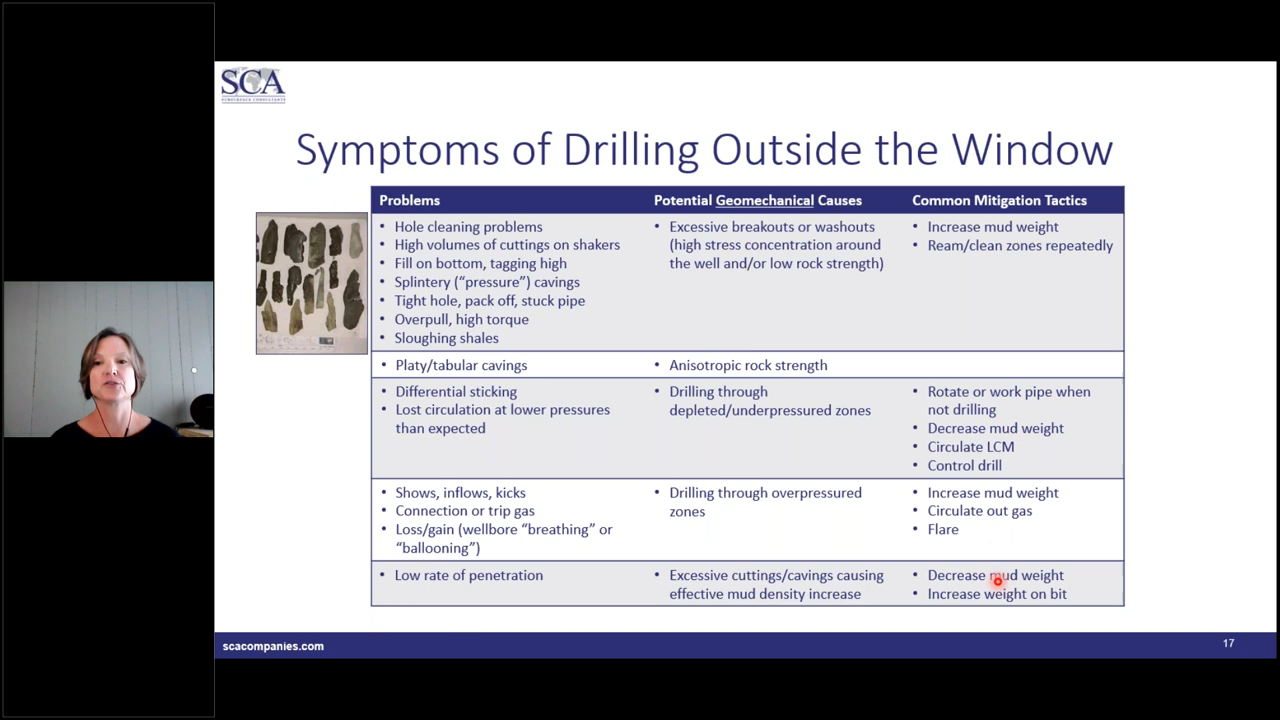 SCA
SUBSURFACE CONSULTANTS
Symptoms of Drilling Outside the Window
Problems
Potential Geomechanical Causes
Common Mitigation Tactics
• Hole cleaning problems
• High volumes of cuttings on shakers
• Fill on bottom, tagging high
• Splintery (“pressure”) cavings
• Tight hole, pack off, stuck pipe
• Overpull, high torque
• Sloughing shales
• Excessive breakouts or washouts
(high stress concentration around
the well and/or low rock strength)
• Increase mud weight
• Ream/clean zones repeatedly
• Platy/tabular cavings
• Anisotropic rock strength
• Differential sticking
• Lost circulation at lower pressures
than expected
• Drilling through
depleted/underpressured zones
• Rotate or work pipe when
not drilling
• Decrease mud weight
• Circulate LCM
• Control drill
• Shows, inflows, kicks
• Connection or trip gas
• Loss/gain (wellbore “breathing” or
“ballooning”)
• Drilling through overpressured
zones
• Increase mud weight
• Circulate out gas
• Flare
• Low rate of penetration
• Excessive cuttings/cavings causing
effective mud density increase
• Decrease mud weight
• Increase weight on bit
scacompanies.com
17